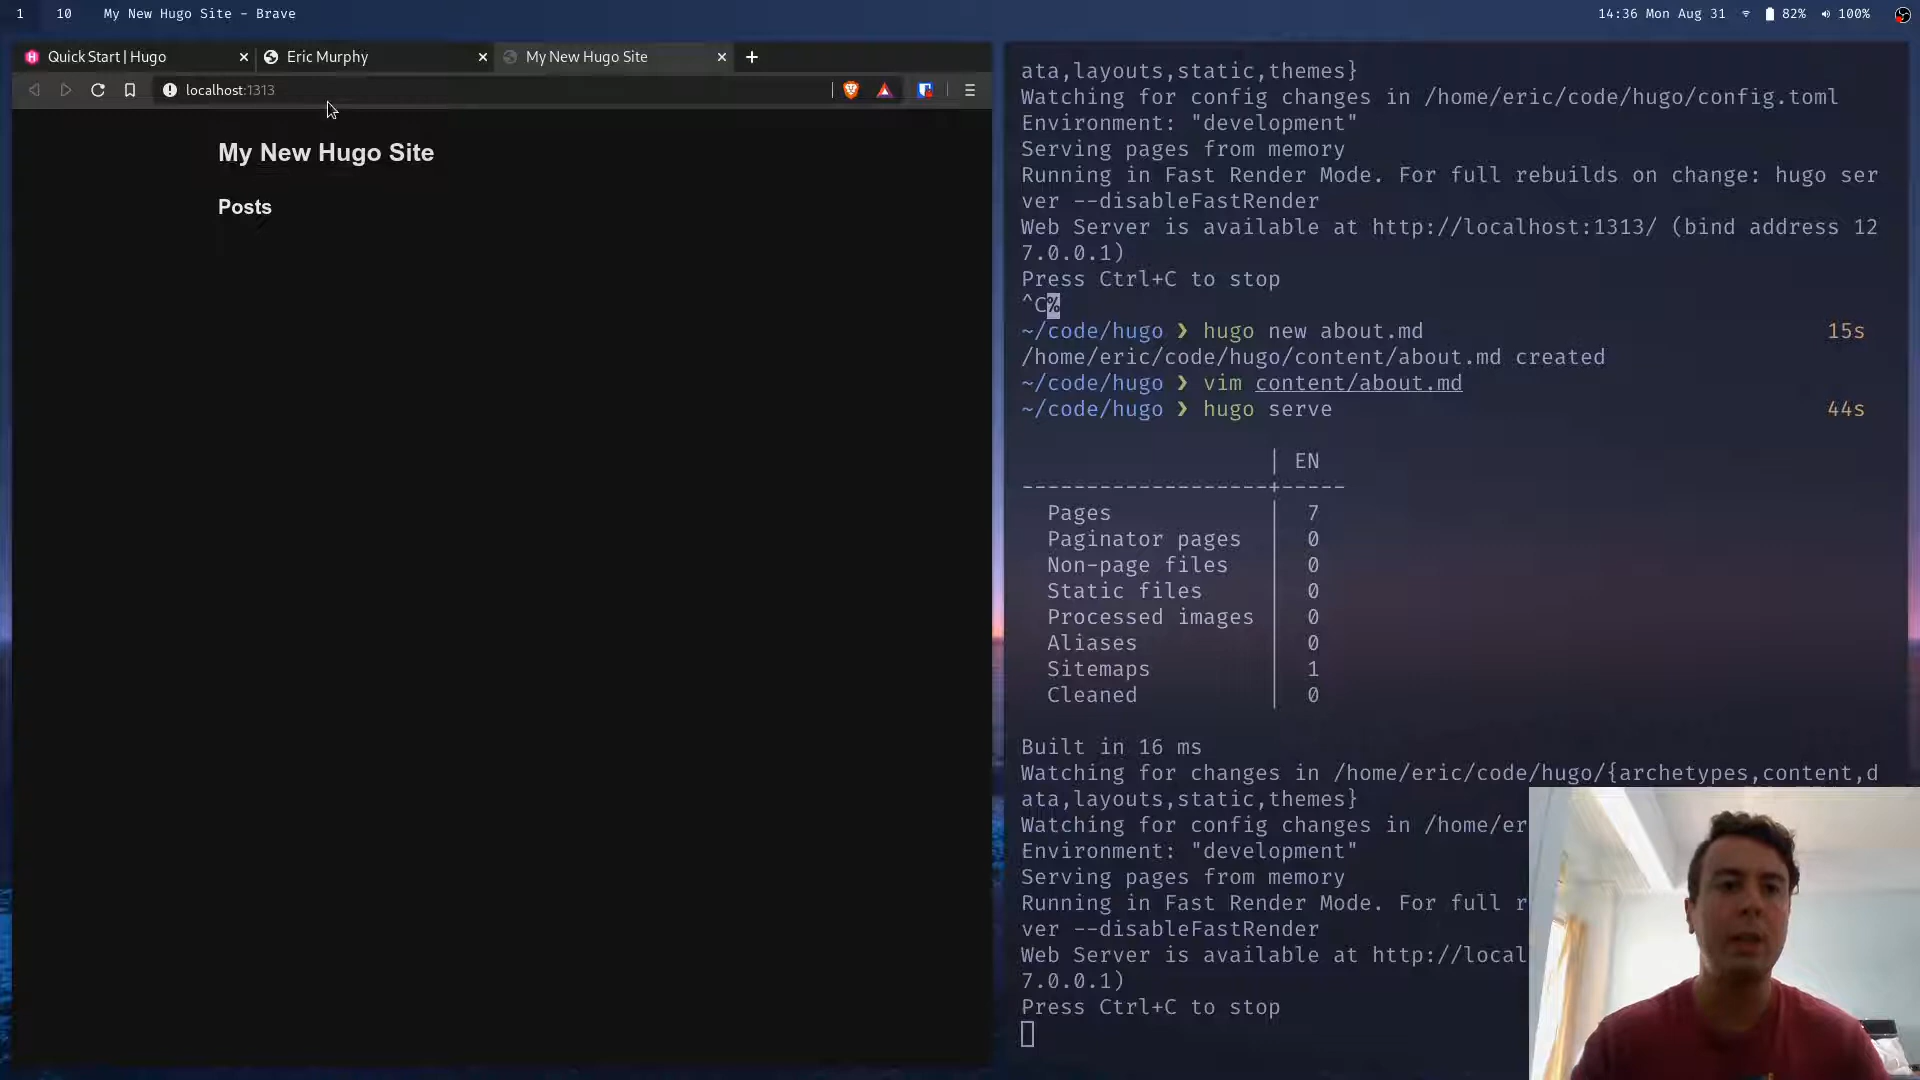 1 10 My New Hugo Site - Brave 14:36 Mon Aug 31 82% 100%
Quick Start | Hugo Eric Murphy My New Hugo Site
localhost:1313
My New Hugo Site
Posts
ata,layouts,static,themes}
Watching for config changes in /home/eric/code/hugo/config.toml
Environment: "development"
Serving pages from memory
Running in Fast Render Mode. For full rebuilds on change: hugo ser
ver --disableFastRender
Web Server is available at http://localhost:1313/ (bind address 12
7.0.0.1)
Press Ctrl+C to stop
^C%
~/code/hugo ❯ hugo new about.md 15s
/home/eric/code/hugo/content/about.md created
~/code/hugo ❯ vim content/about.md
~/code/hugo ❯ hugo serve 44s
| EN
-------------------+-----
Pages | 7
Paginator pages | 0
Non-page files | 0
Static files | 0
Processed images | 0
Aliases | 0
Sitemaps | 1
Cleaned | 0
Built in 16 ms
Watching for changes in /home/eric/code/hugo/{archetypes,content,d
ata,layouts,static,themes}
Watching for config changes in /home/er
Environment: "development"
Serving pages from memory
Running in Fast Render Mode. For full r
ver --disableFastRender
Web Server is available at http://local
7.0.0.1)
Press Ctrl+C to stop